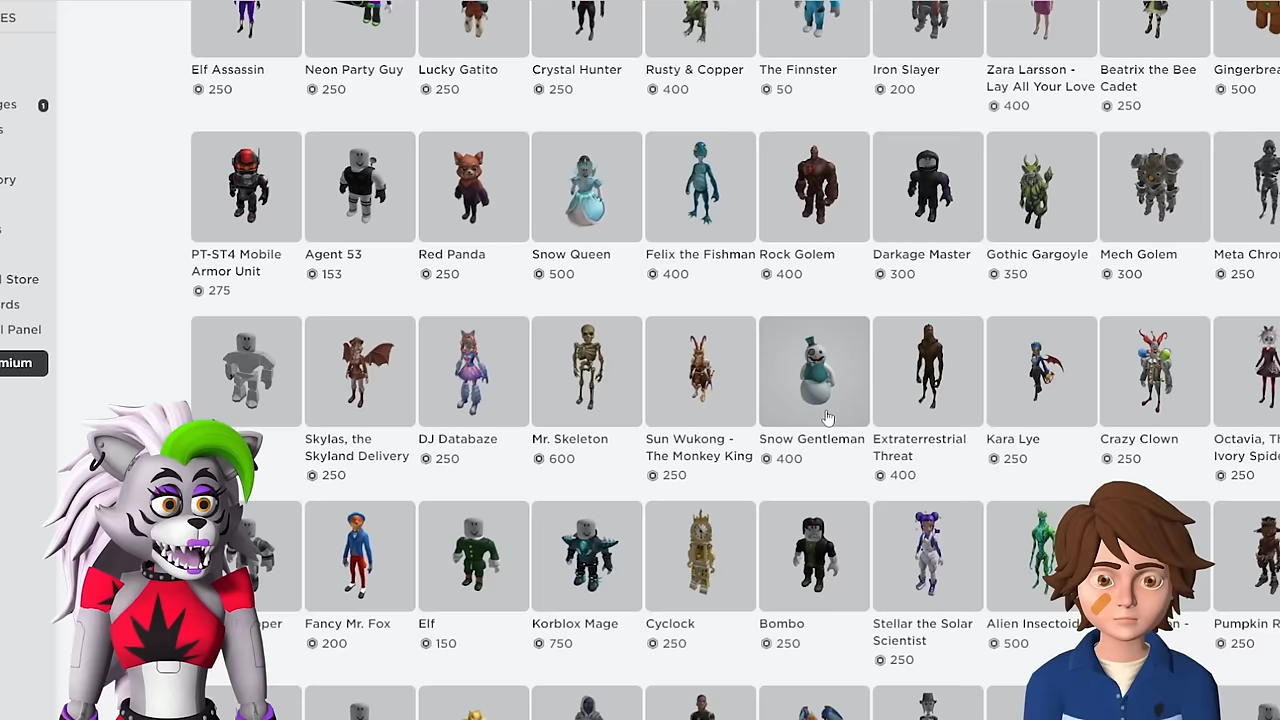 ES
Elf Assassin
250
Neon Party Guy
250
Lucky Gatito
250
Crystal Hunter
250
Rusty & Copper
400
The Finnster
50
Iron Slayer
200
Zara Larsson -
Lay All Your Love
400
Beatrix the Bee
Cadet
250
Gingerbrea
500
ges 1
s
ory
s
l Store
rds
l Panel
mium
PT-ST4 Mobile
Armor Unit
275
Agent 53
153
Red Panda
250
Snow Queen
500
Felix the Fishman
400
Rock Golem
400
Darkage Master
300
Gothic Gargoyle
350
Mech Golem
300
Meta Chro
250
Skylas, the
Skyland Delivery
250
DJ Databaze
250
Mr. Skeleton
600
Sun Wukong -
The Monkey King
250
Snow Gentleman
400
Extraterrestrial
Threat
400
Kara Lye
250
Crazy Clown
250
Octavia, Th
Ivory Spide
250
per
Fancy Mr. Fox
200
Elf
150
Korblox Mage
750
Cyclock
250
Bombo
250
Stellar the Solar
Scientist
250
Alien Insectoid
500
-
Pumpkin R
250